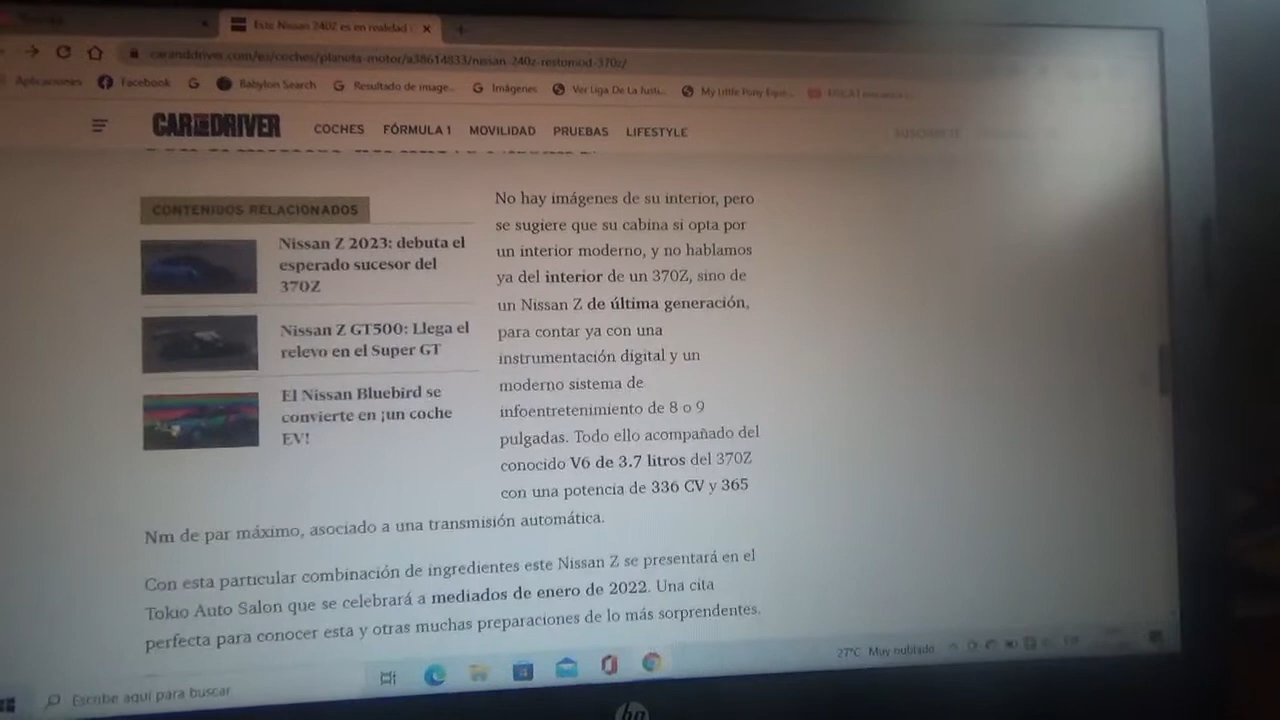 Este Nissan 240Z es en realidad
caranddriver.com/es/coches/planeta-motor/a38614833/nissan-240z-restomod-370z/
Aplicaciones Facebook Babylon Search Resultado de image... Imágenes Ver Liga De La Justi... My Little Pony Eque...
CAR AND DRIVER COCHES FÓRMULA 1 MOVILIDAD PRUEBAS LIFESTYLE
SUSCRÍBETE
CONTENIDOS RELACIONADOS
Nissan Z 2023: debuta el
esperado sucesor del
370Z
Nissan Z GT500: Llega el
relevo en el Super GT
El Nissan Bluebird se
convierte en ¡un coche
EV!
No hay imágenes de su interior, pero
se sugiere que su cabina si opta por
un interior moderno, y no hablamos
ya del interior de un 370Z, sino de
un Nissan Z de última generación,
para contar ya con una
instrumentación digital y un
moderno sistema de
infoentretenimiento de 8 o 9
pulgadas. Todo ello acompañado del
conocido V6 de 3.7 litros del 370Z
con una potencia de 336 CV y 365
Nm de par máximo, asociado a una transmisión automática.
Con esta particular combinación de ingredientes este Nissan Z se presentará en el
Tokio Auto Salon que se celebrará a mediados de enero de 2022. Una cita
perfecta para conocer esta y otras muchas preparaciones de lo más sorprendentes.
Escribe aquí para buscar
27°C Muy nublado
hp